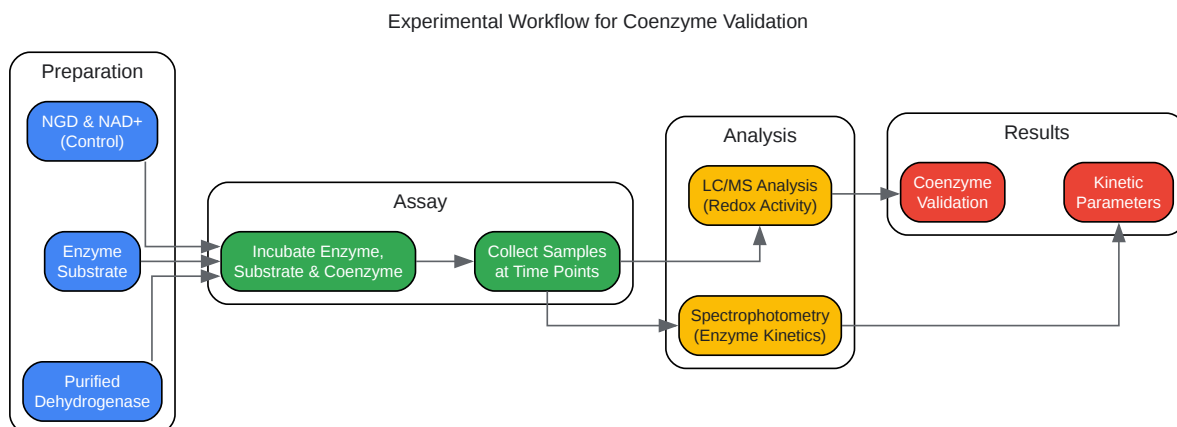 Experimental Workflow for Coenzyme Validation
Preparation
NGD & NAD+
(Control)
Enzyme
Substrate
Purified
Dehydrogenase
Assay
Incubate Enzyme,
Substrate & Coenzyme
Collect Samples
at Time Points
Analysis
LC/MS Analysis
(Redox Activity)
Spectrophotometry
(Enzyme Kinetics)
Results
Coenzyme
Validation
Kinetic
Parameters